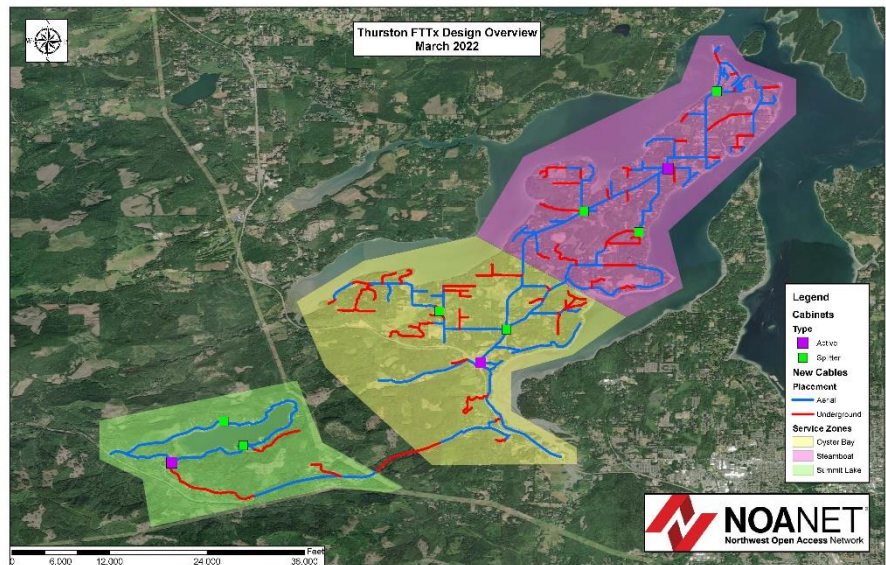 Thurston FTTx Design Overview
March 2022
Legend
Cabinets
Type
Active
Splitter
New Cables
Placement
Aerial
Underground
Service Zones
Oyster Bay
Steamboat
Summit Lake
NOANET
Northwest Open Access Network
Feet
0 6,000 12,000 24,000 36,000